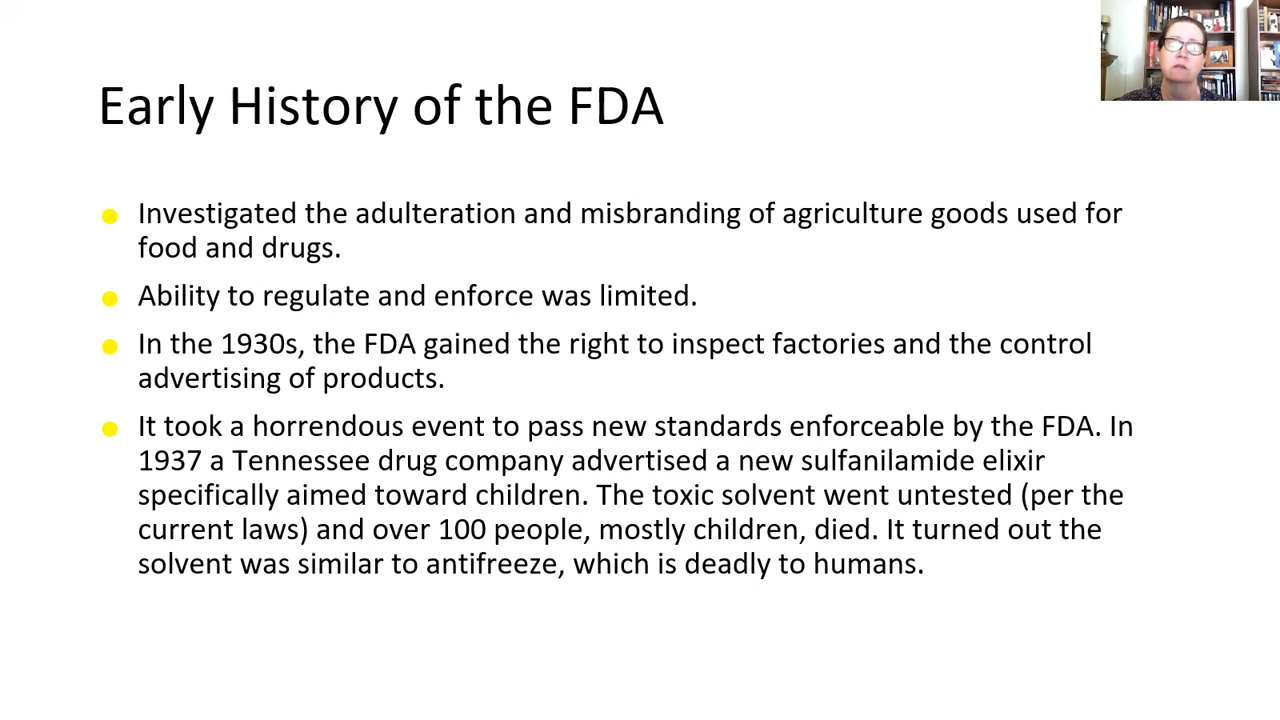 Early History of the FDA
Investigated the adulteration and misbranding of agriculture goods used for
food and drugs.
Ability to regulate and enforce was limited.
In the 1930s, the FDA gained the right to inspect factories and the control
advertising of products.
It took a horrendous event to pass new standards enforceable by the FDA. In
1937 a Tennessee drug company advertised a new sulfanilamide elixir
specifically aimed toward children. The toxic solvent went untested (per the
current laws) and over 100 people, mostly children, died. It turned out the
solvent was similar to antifreeze, which is deadly to humans.